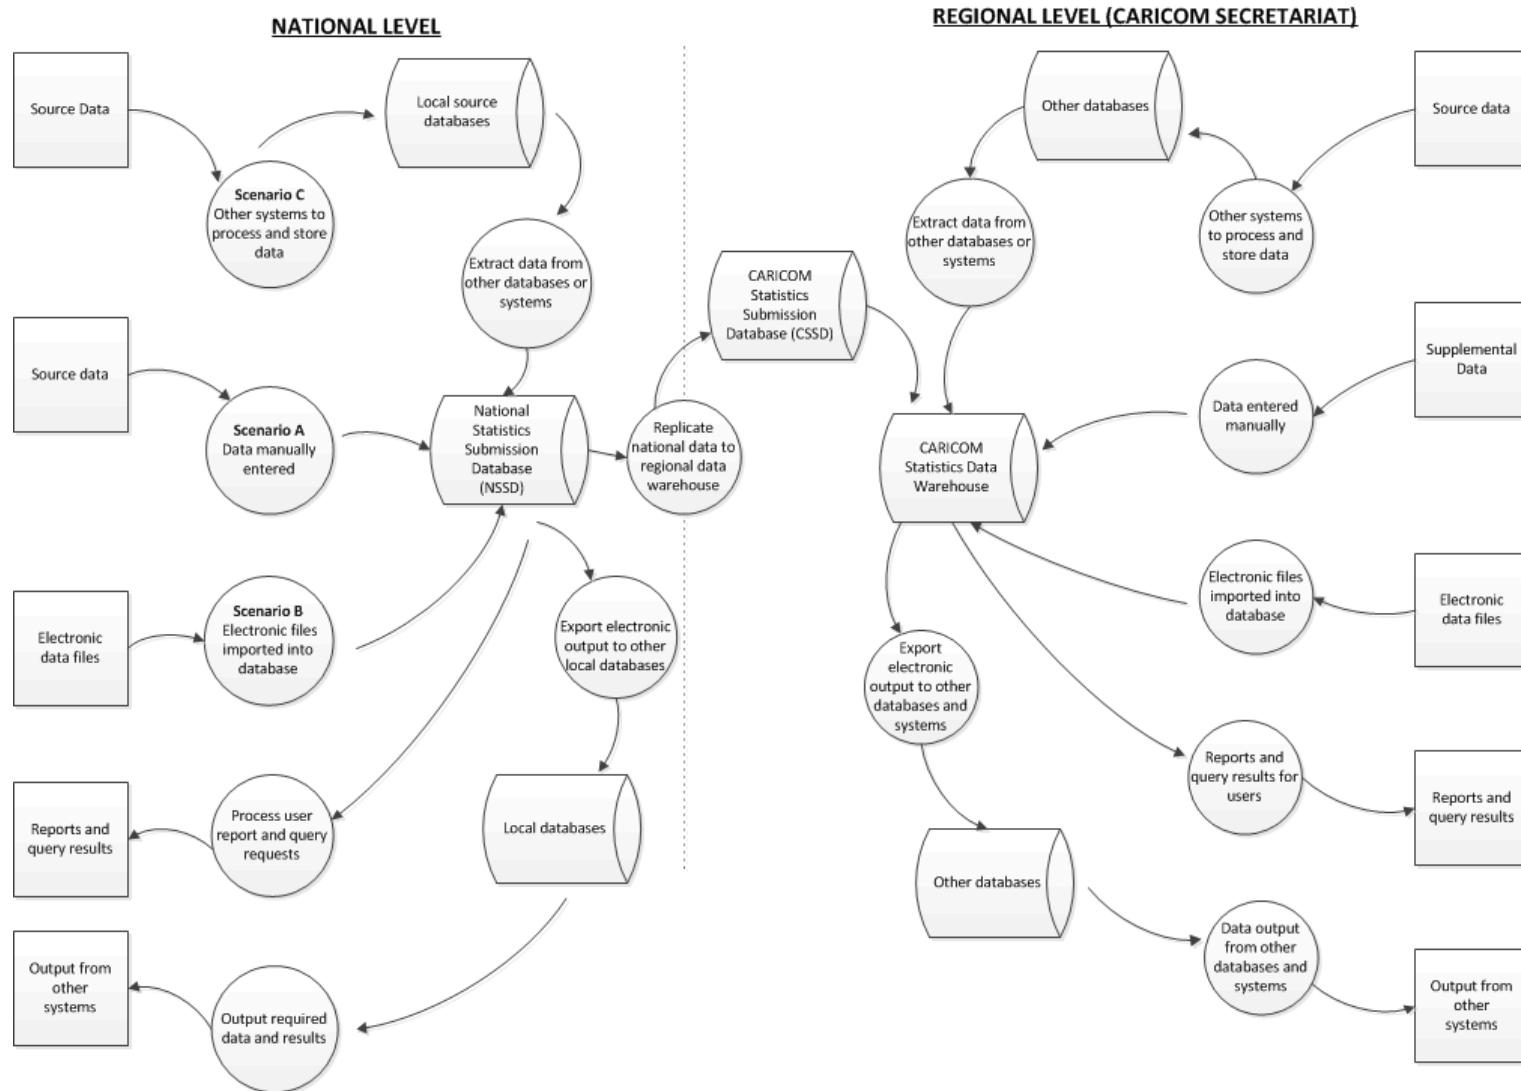 NATIONAL LEVEL
REGIONAL LEVEL (CARICOM SECRETARIAT)
Source Data
Local source
databases
Scenario C
Other systems to
process and store
data
Extract data from
other databases or
systems
Source data
Scenario A
Data manually
entered
National
Statistics
Submission
Database
(NSSD)
Replicate
national data to
regional data
warehouse
Electronic
data files
Scenario B
Electronic files
imported into
database
Export electronic
output to other
local databases
Reports and
query results
Process user
report and query
requests
Local databases
Output from
other
systems
Output required
data and results
CARICOM
Statistics
Submission
Database (CSSD)
Other databases
Source data
Extract data from
other databases or
systems
Other systems
to process and
store data
Supplemental
Data
Data entered
manually
CARICOM
Statistics Data
Warehouse
Electronic files
imported into
database
Electronic
data files
Export
electronic
output to other
databases and
systems
Reports and
query results for
users
Reports and
query results
Other databases
Data output
from other
databases and
systems
Output from
other
systems